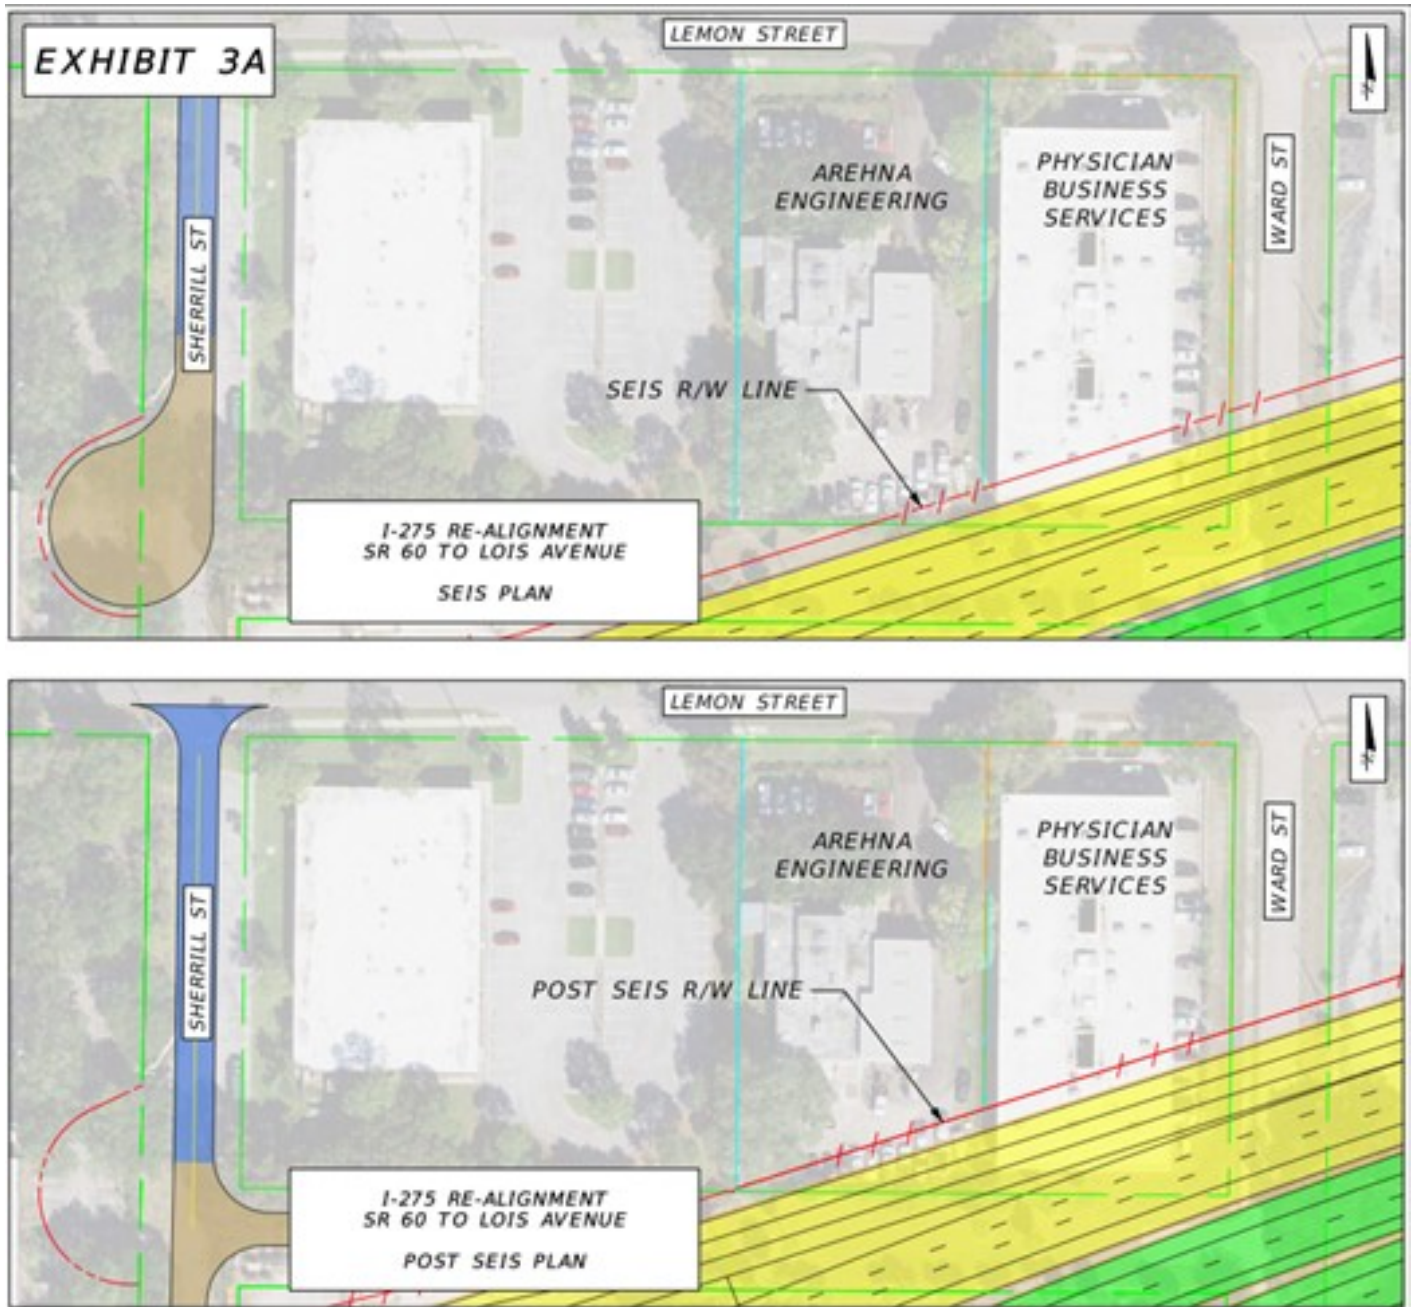 EXHIBIT 3A
LEMON STREET
N
SHERRILL ST
AREHNA
ENGINEERING
PHYSICIAN
BUSINESS
SERVICES
WARD ST
SEIS R/W LINE
I-275 RE-ALIGNMENT
SR 60 TO LOIS AVENUE
SEIS PLAN
LEMON STREET
N
SHERRILL ST
AREHNA
ENGINEERING
PHYSICIAN
BUSINESS
SERVICES
WARD ST
POST SEIS R/W LINE
I-275 RE-ALIGNMENT
SR 60 TO LOIS AVENUE
POST SEIS PLAN